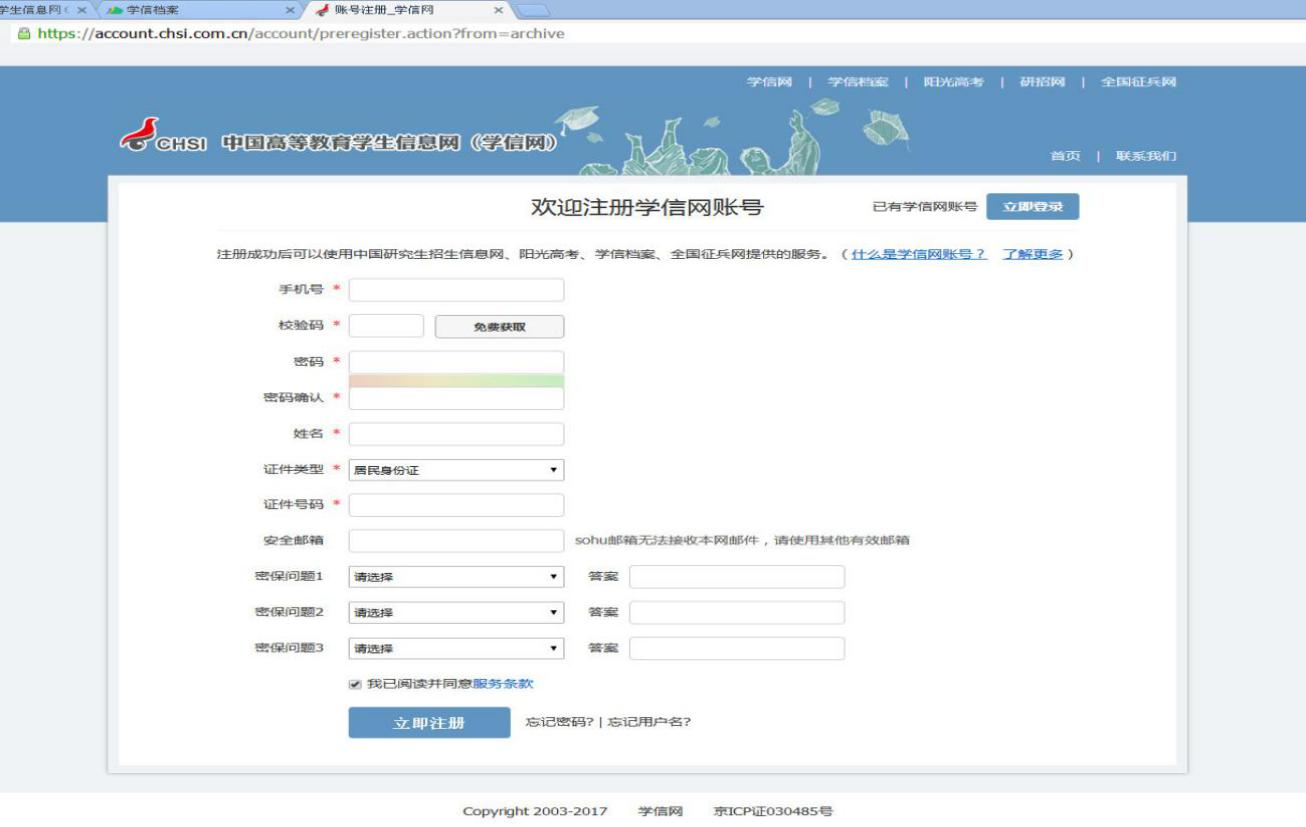 学生信息网（ × 学信档案 × 账号注册_学信网 ×
https://account.chsi.com.cn/account/preregister.action?from=archive
学信网 | 学信档案 | 阳光高考 | 研招网 | 全国征兵网
CHSI 中国高等教育学生信息网（学信网）
首页 | 联系我们
欢迎注册学信网账号 已有学信网账号 立即登录
注册成功后可以使用中国研究生招生信息网、阳光高考、学信档案、全国征兵网提供的服务。（什么是学信网账号？ 了解更多）
手机号 *
校验码 * 免费获取
密码 *
密码确认 *
姓名 *
证件类型 * 居民身份证
证件号码 *
安全邮箱 sohu邮箱无法接收本网邮件，请使用其他有效邮箱
密保问题1 请选择 答案
密保问题2 请选择 答案
密保问题3 请选择 答案
我已阅读并同意服务条款
立即注册 忘记密码?|忘记用户名?
Copyright 2003-2017 学信网 京ICP证030485号